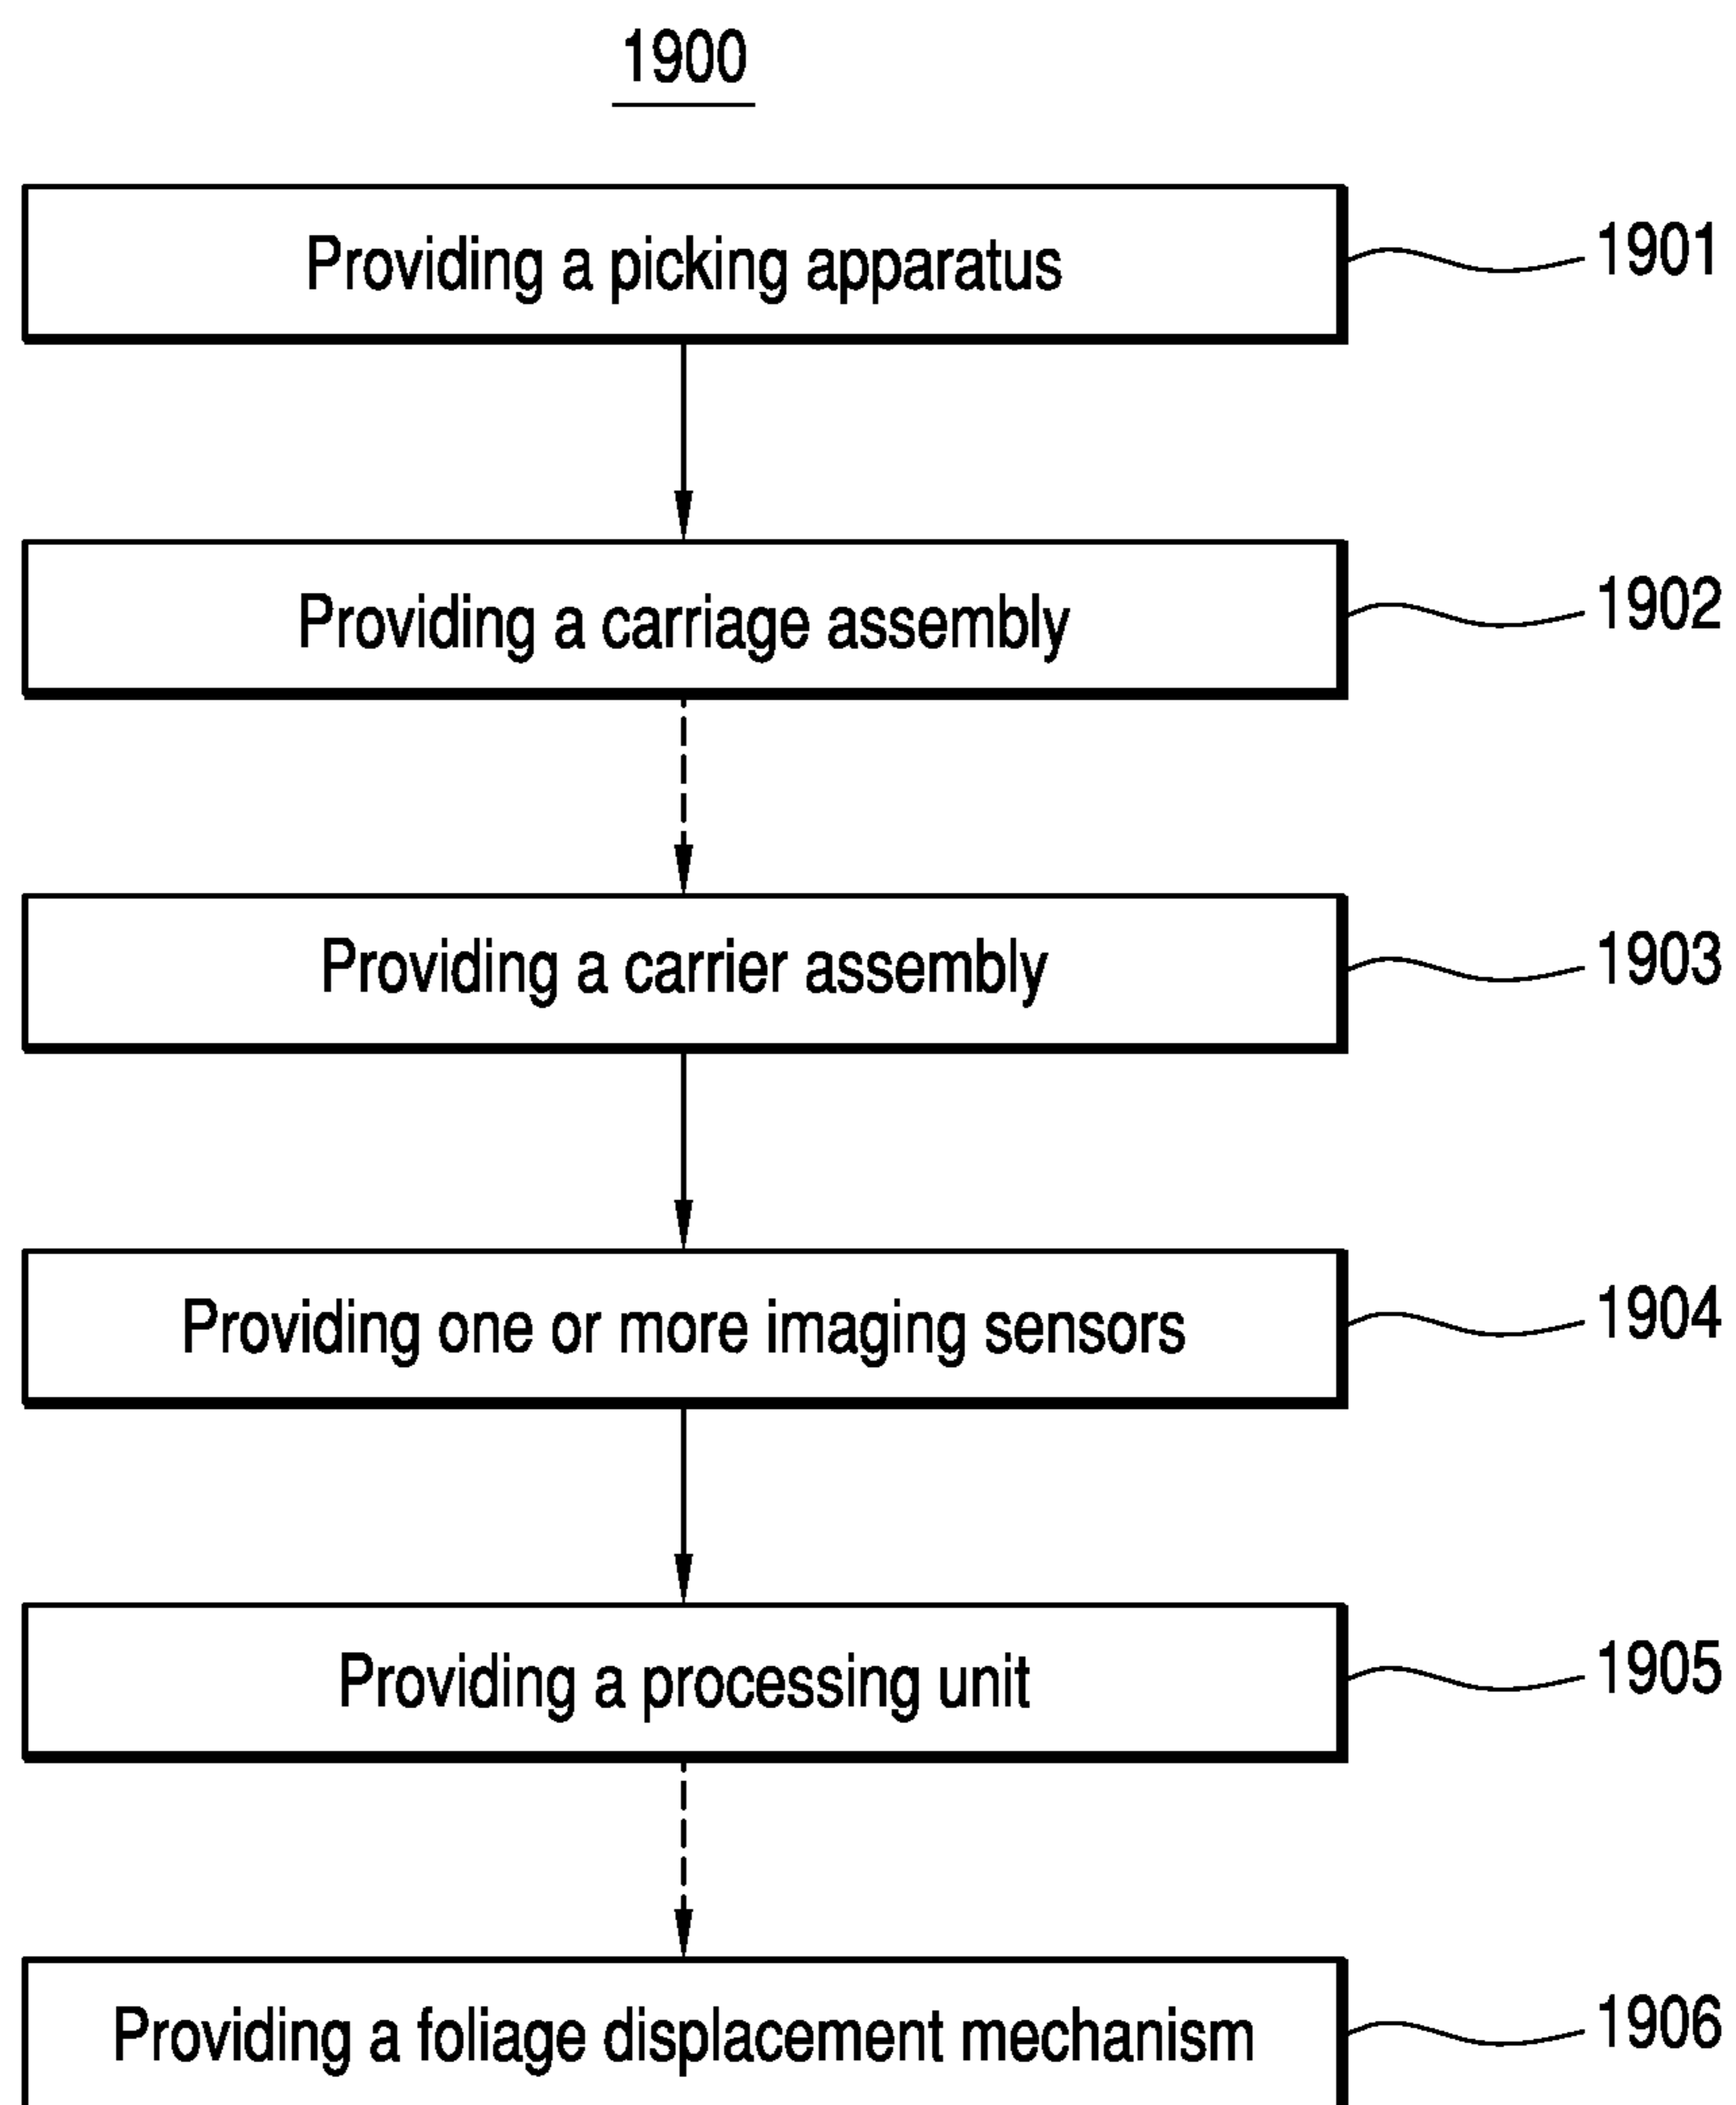 1900
Providing a picking apparatus 1901
Providing a carriage assembly 1902
Providing a carrier assembly 1903
Providing one or more imaging sensors 1904
Providing a processing unit 1905
Providing a foliage displacement mechanism 1906